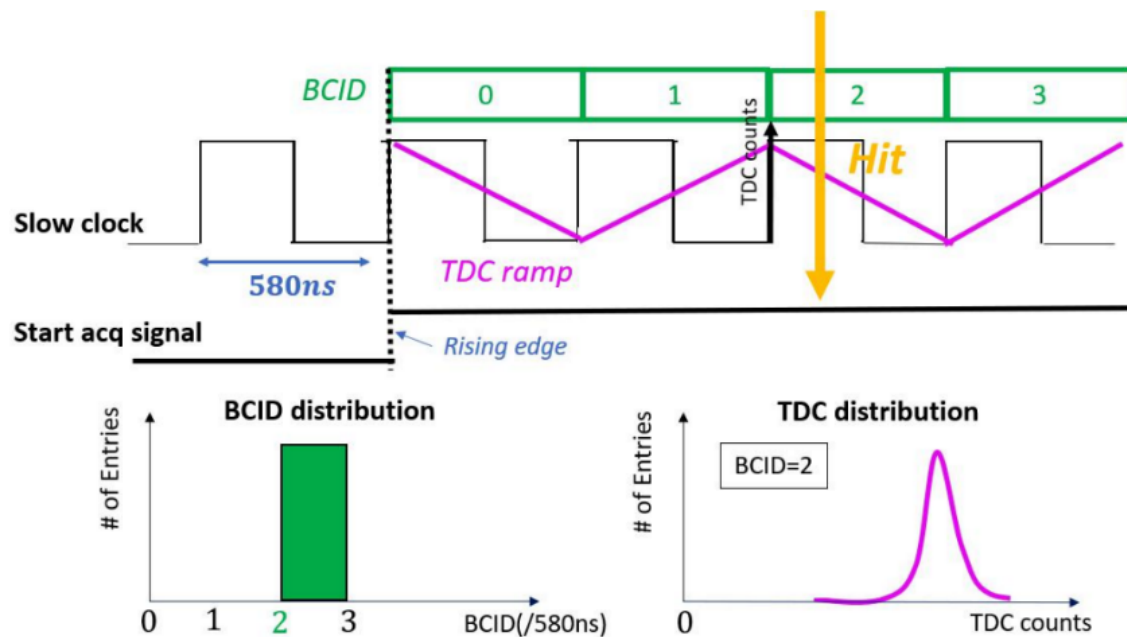 BCID
0 1 2 3
TDC counts
Hit
Slow clock
580ns
TDC ramp
Start acq signal
Rising edge
BCID distribution
# of Entries
0 1 2 3 BCID(/580ns)
TDC distribution
# of Entries
BCID=2
0 TDC counts